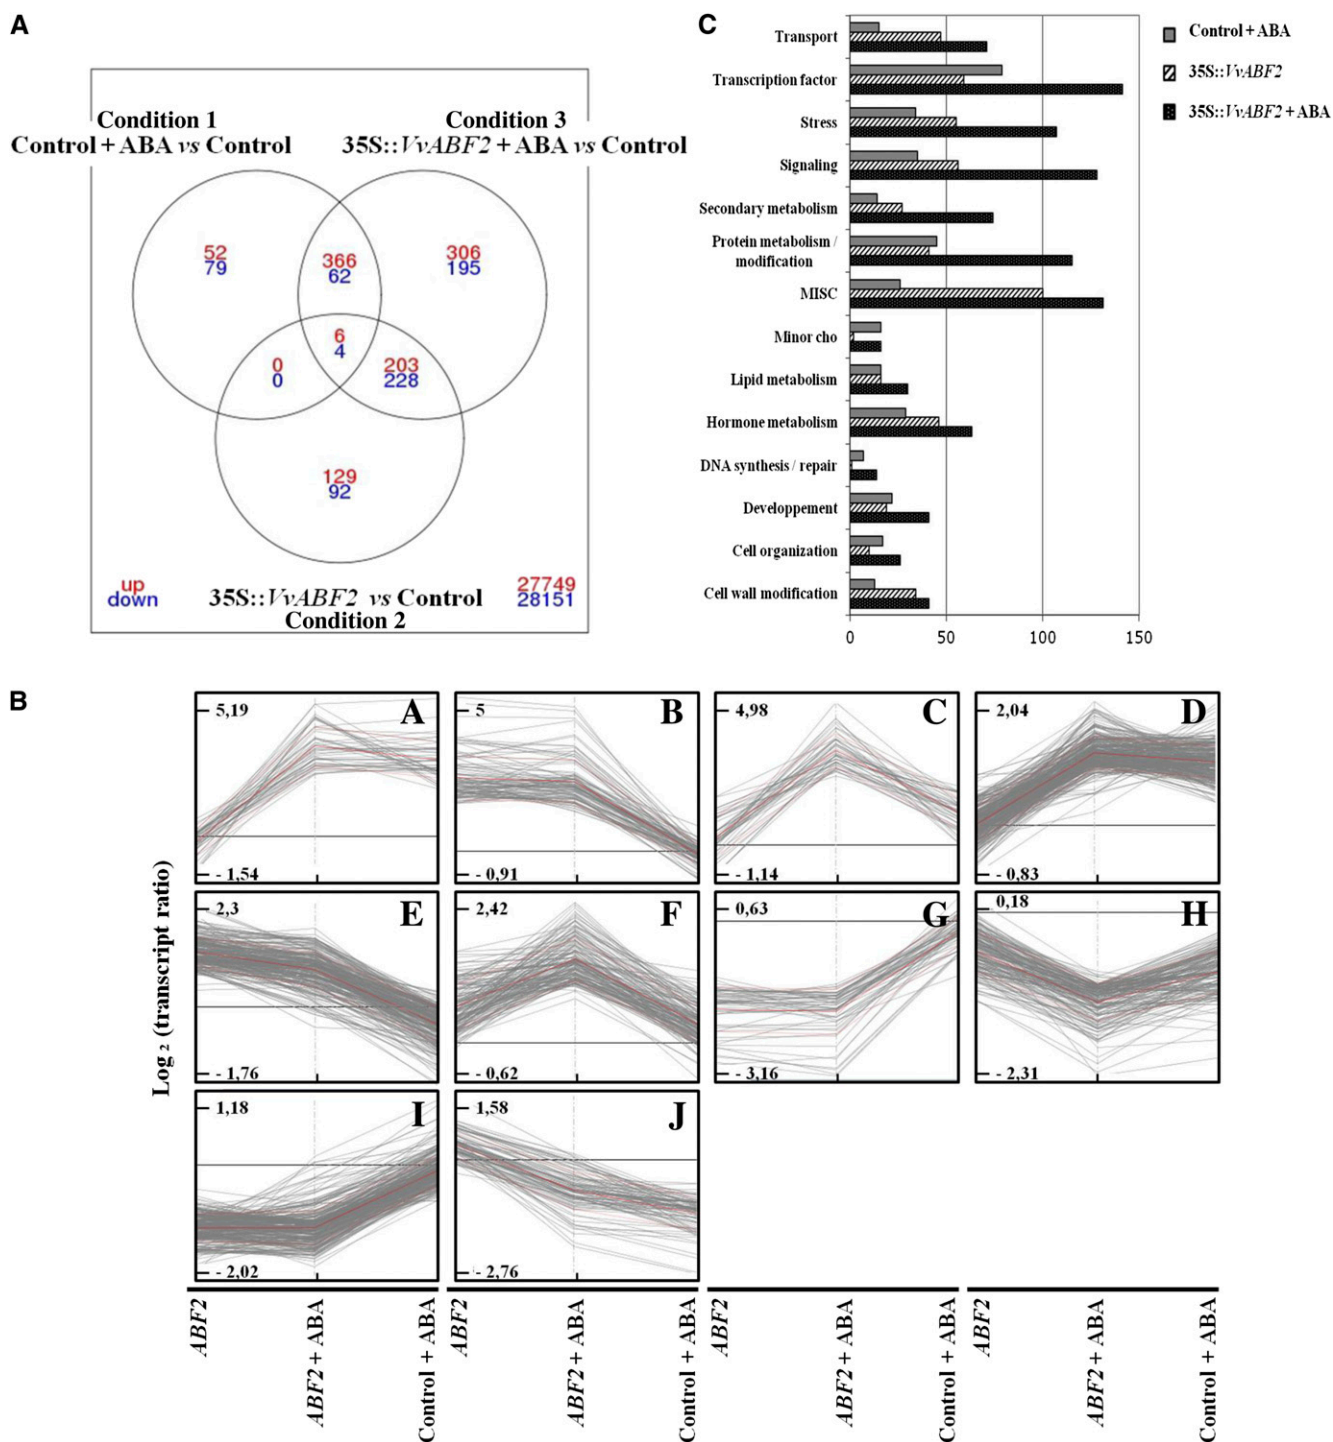 A
Condition 1
Control + ABA vs Control
Condition 3
35S::VvABF2 + ABA vs Control
52
79
366
62
306
195
6
4
0
0
203
228
129
92
up
down
35S::VvABF2 vs Control
Condition 2
27749
28151
C
Transport
Transcription factor
Stress
Signaling
Secondary metabolism
Protein metabolism /
modification
MISC
Minor cho
Lipid metabolism
Hormone metabolism
DNA synthesis / repair
Developpement
Cell organization
Cell wall modification
0
50
100
150
Control + ABA
35S::VvABF2
35S::VvABF2 + ABA
B
Log 2 (transcript ratio)
5,19
A
- 1,54
5
B
- 0,91
4,98
C
- 1,14
2,04
D
- 0,83
2,3
E
- 1,76
2,42
F
- 0,62
0,63
G
- 3,16
0,18
H
- 2,31
1,18
I
- 2,02
1,58
J
- 2,76
ABF2
ABF2 + ABA
Control + ABA
ABF2
ABF2 + ABA
Control + ABA
ABF2
ABF2 + ABA
Control + ABA
ABF2
ABF2 + ABA
Control + ABA